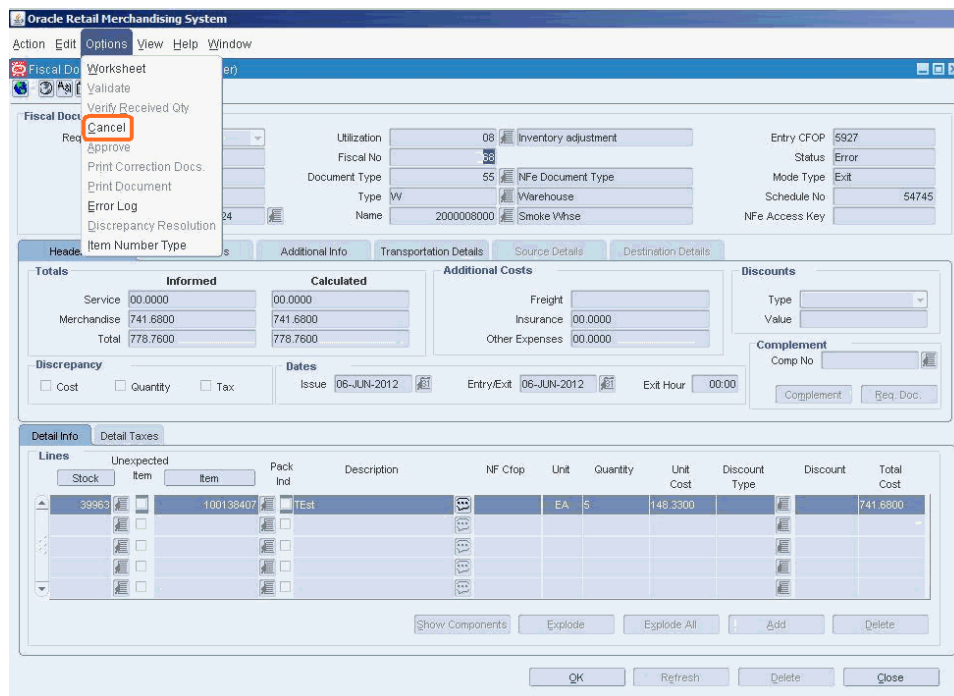 Oracle Retail Merchandising System
Action Edit Options View Help Window
Fiscal Do er)
Worksheet
Validate
Verify Received Qty
Cancel
Approve
Print Correction Docs.
Print Document
Error Log
Discrepancy Resolution
Item Number Type
Fiscal Docu
Req
24
Utilization 08 Inventory adjustment
Fiscal No 68
Document Type 55 NFe Document Type
Type W Warehouse
Name 2000008000 Smoke Whse
Entry CFOP 5927
Status Error
Mode Type Exit
Schedule No 54745
NFe Access Key
Heade s Additional Info Transportation Details Source Details Destination Details
Totals
Informed Calculated
Service 00.0000 00.0000
Merchandise 741.6800 741.6800
Total 778.7600 778.7600
Additional Costs
Freight
Insurance 00.0000
Other Expenses 00.0000
Discounts
Type
Value
Complement
Comp No
Complement Req. Doc.
Discrepancy
Cost Quantity Tax
Dates
Issue 06-JUN-2012 Entry/Exit 06-JUN-2012 Exit Hour 00:00
Detail Info Detail Taxes
Lines
Stock Unexpected Item Item Pack Ind Description NF Cfop Unit Quantity Unit Cost Discount Type Discount Total Cost
39963 100138407 TEst EA 5 148.3300 741.6800
Show Components Explode Explode All Add Delete
OK Refresh Delete Close